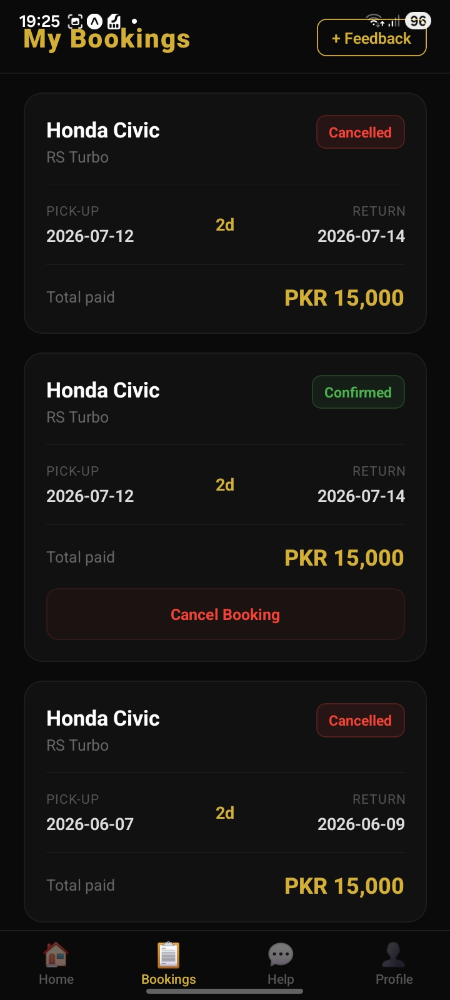 19:25
96
My Bookings
+ Feedback
Honda Civic
Cancelled
RS Turbo
PICK-UP
RETURN
2026-07-12
2d
2026-07-14
Total paid
PKR 15,000
Honda Civic
Confirmed
RS Turbo
PICK-UP
RETURN
2026-07-12
2d
2026-07-14
Total paid
PKR 15,000
Cancel Booking
Honda Civic
Cancelled
RS Turbo
PICK-UP
RETURN
2026-06-07
2d
2026-06-09
Total paid
PKR 15,000
Home
Bookings
Help
Profile